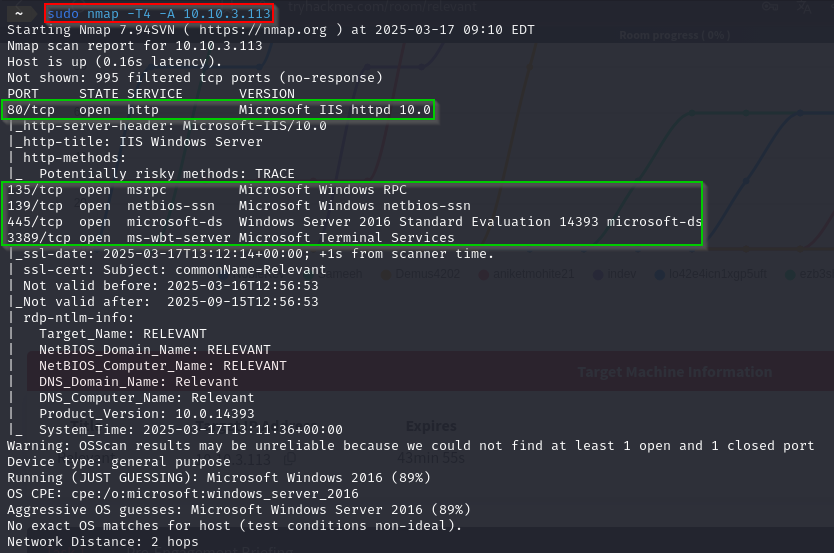 ~ sudo nmap -T4 -A 10.10.3.113
Starting Nmap 7.94SVN ( https://nmap.org ) at 2025-03-17 09:10 EDT
Nmap scan report for 10.10.3.113
Host is up (0.16s latency).
Not shown: 995 filtered tcp ports (no-response)
PORT     STATE SERVICE       VERSION
80/tcp   open  http          Microsoft IIS httpd 10.0
|_http-server-header: Microsoft-IIS/10.0
|_http-title: IIS Windows Server
| http-methods:
|_  Potentially risky methods: TRACE
135/tcp  open  msrpc         Microsoft Windows RPC
139/tcp  open  netbios-ssn   Microsoft Windows netbios-ssn
445/tcp  open  microsoft-ds  Windows Server 2016 Standard Evaluation 14393 microsoft-ds
3389/tcp open  ms-wbt-server Microsoft Terminal Services
|_ssl-date: 2025-03-17T13:12:14+00:00; +1s from scanner time.
| ssl-cert: Subject: commonName=Relevant
| Not valid before: 2025-03-16T12:56:53
|_Not valid after:  2025-09-15T12:56:53
| rdp-ntlm-info:
|   Target_Name: RELEVANT
|   NetBIOS_Domain_Name: RELEVANT
|   NetBIOS_Computer_Name: RELEVANT
|   DNS_Domain_Name: Relevant
|   DNS_Computer_Name: Relevant
|   Product_Version: 10.0.14393
|_  System_Time: 2025-03-17T13:11:36+00:00
Warning: OSScan results may be unreliable because we could not find at least 1 open and 1 closed port
Device type: general purpose
Running (JUST GUESSING): Microsoft Windows 2016 (89%)
OS CPE: cpe:/o:microsoft:windows_server_2016
Aggressive OS guesses: Microsoft Windows Server 2016 (89%)
No exact OS matches for host (test conditions non-ideal).
Network Distance: 2 hops
Room progress ( 0% )
Target Machine Information
Expires